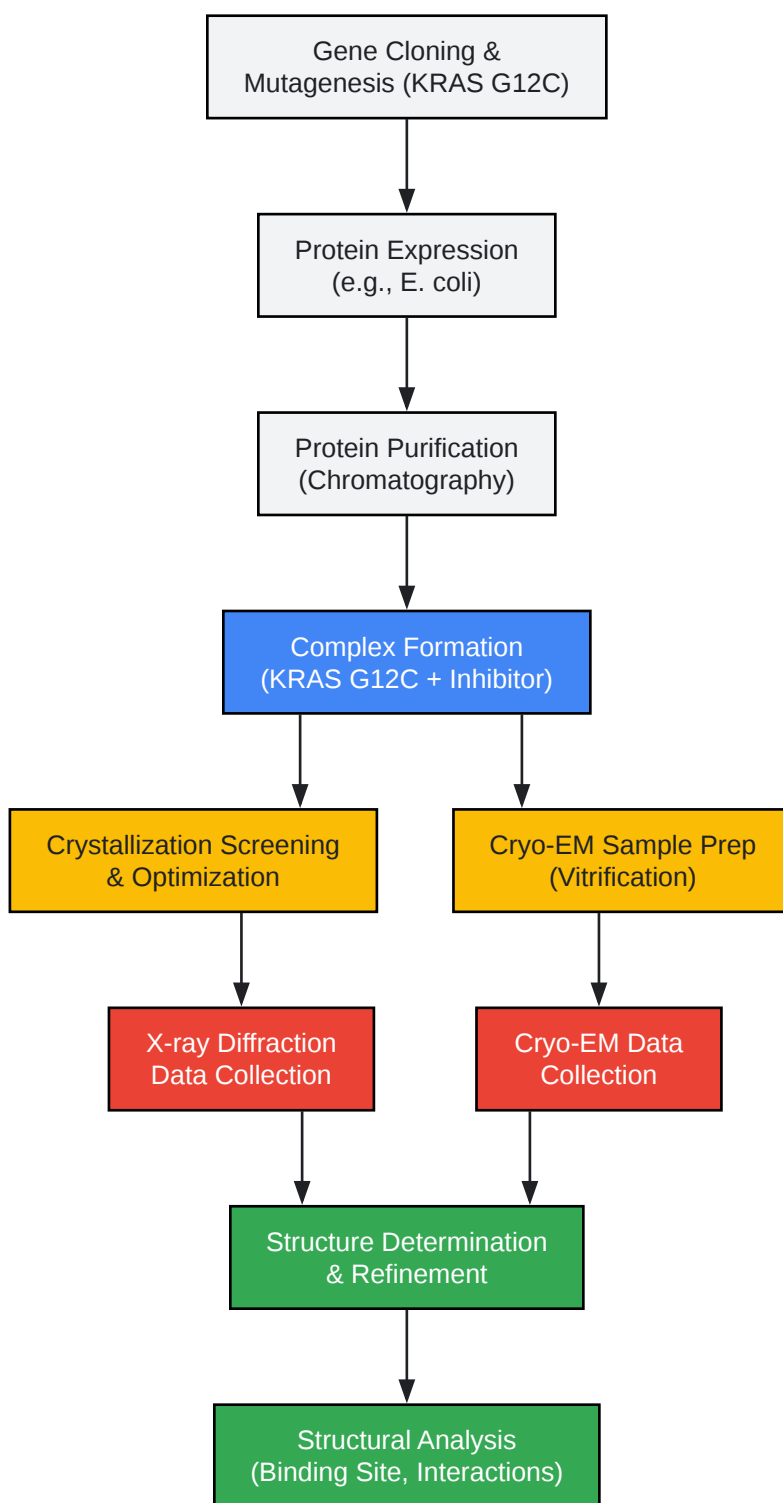 Gene Cloning &
Mutagenesis (KRAS G12C)
Protein Expression
(e.g., E. coli)
Protein Purification
(Chromatography)
Complex Formation
(KRAS G12C + Inhibitor)
Crystallization Screening
& Optimization
Cryo-EM Sample Prep
(Vitrification)
X-ray Diffraction
Data Collection
Cryo-EM Data
Collection
Structure Determination
& Refinement
Structural Analysis
(Binding Site, Interactions)